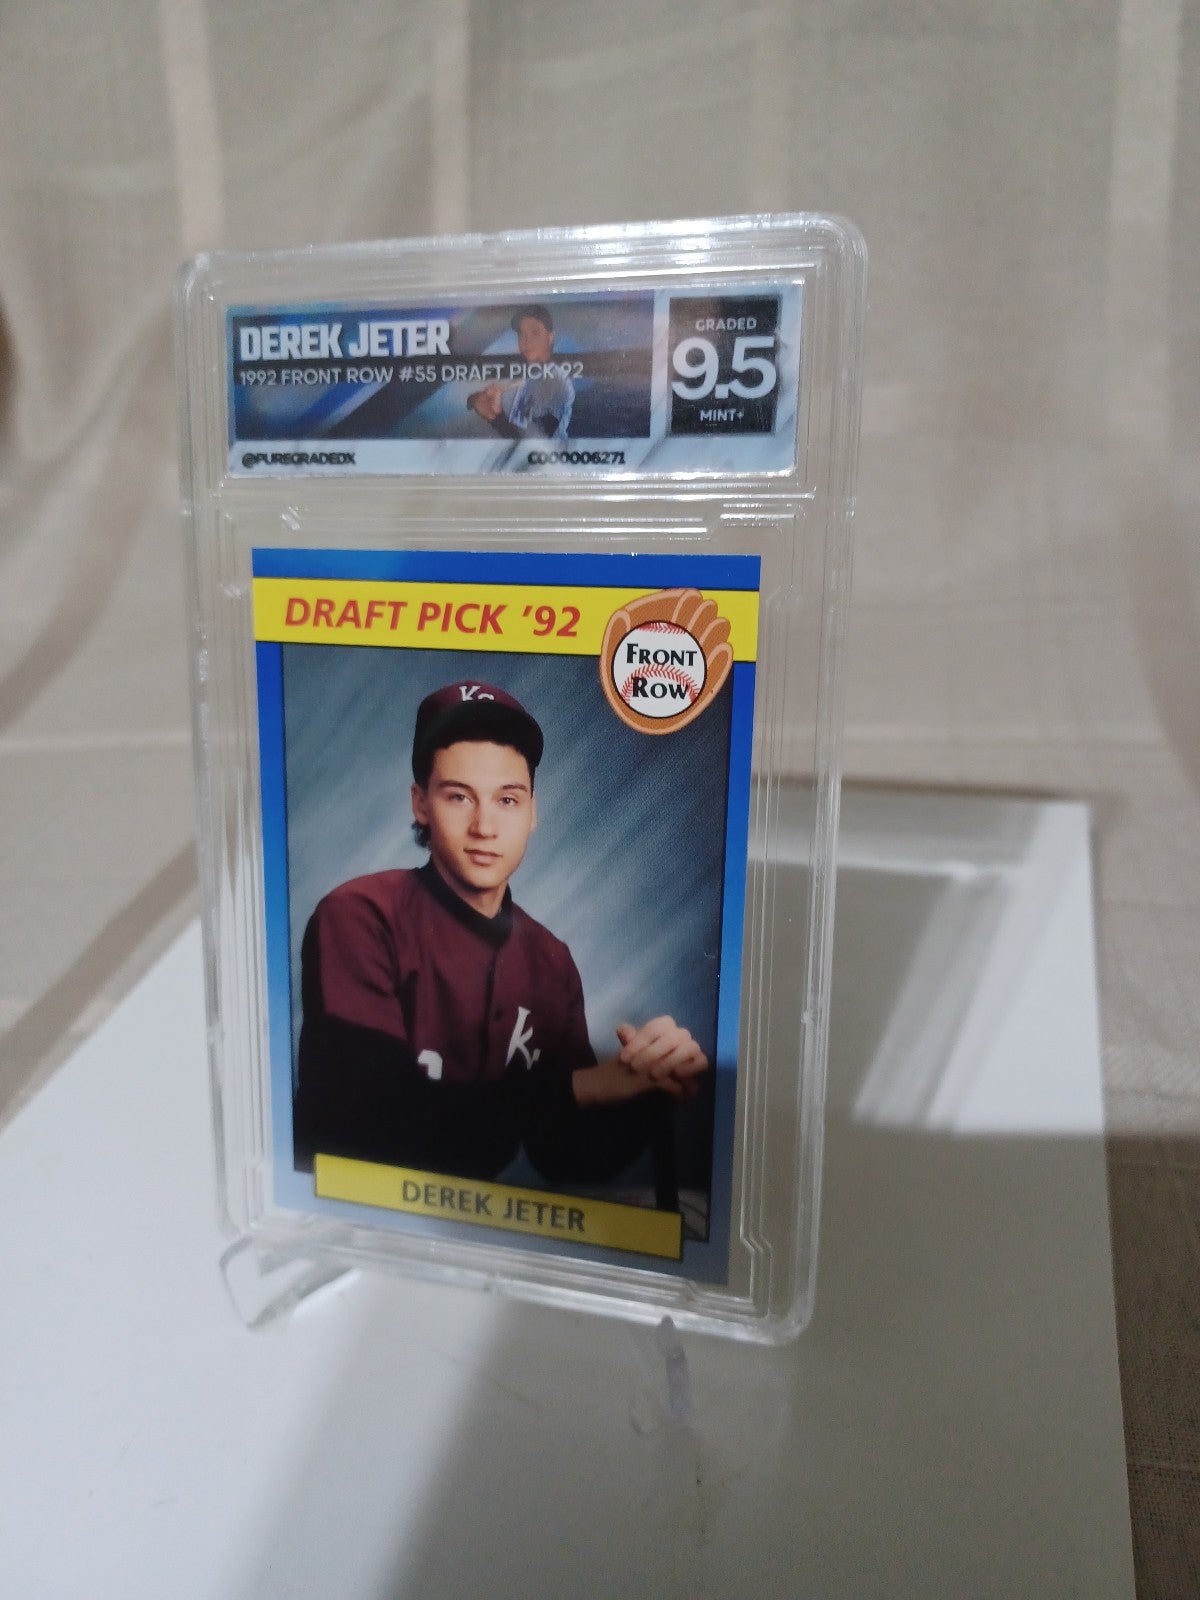 DEREK JETER
1992 FRONT ROW #55 DRAFT PICK 92
GRADED
9.5
MINT+
@PUREGRADEDX
C000006271
DRAFT PICK '92
FRONT
ROW
K
K.
DEREK JETER